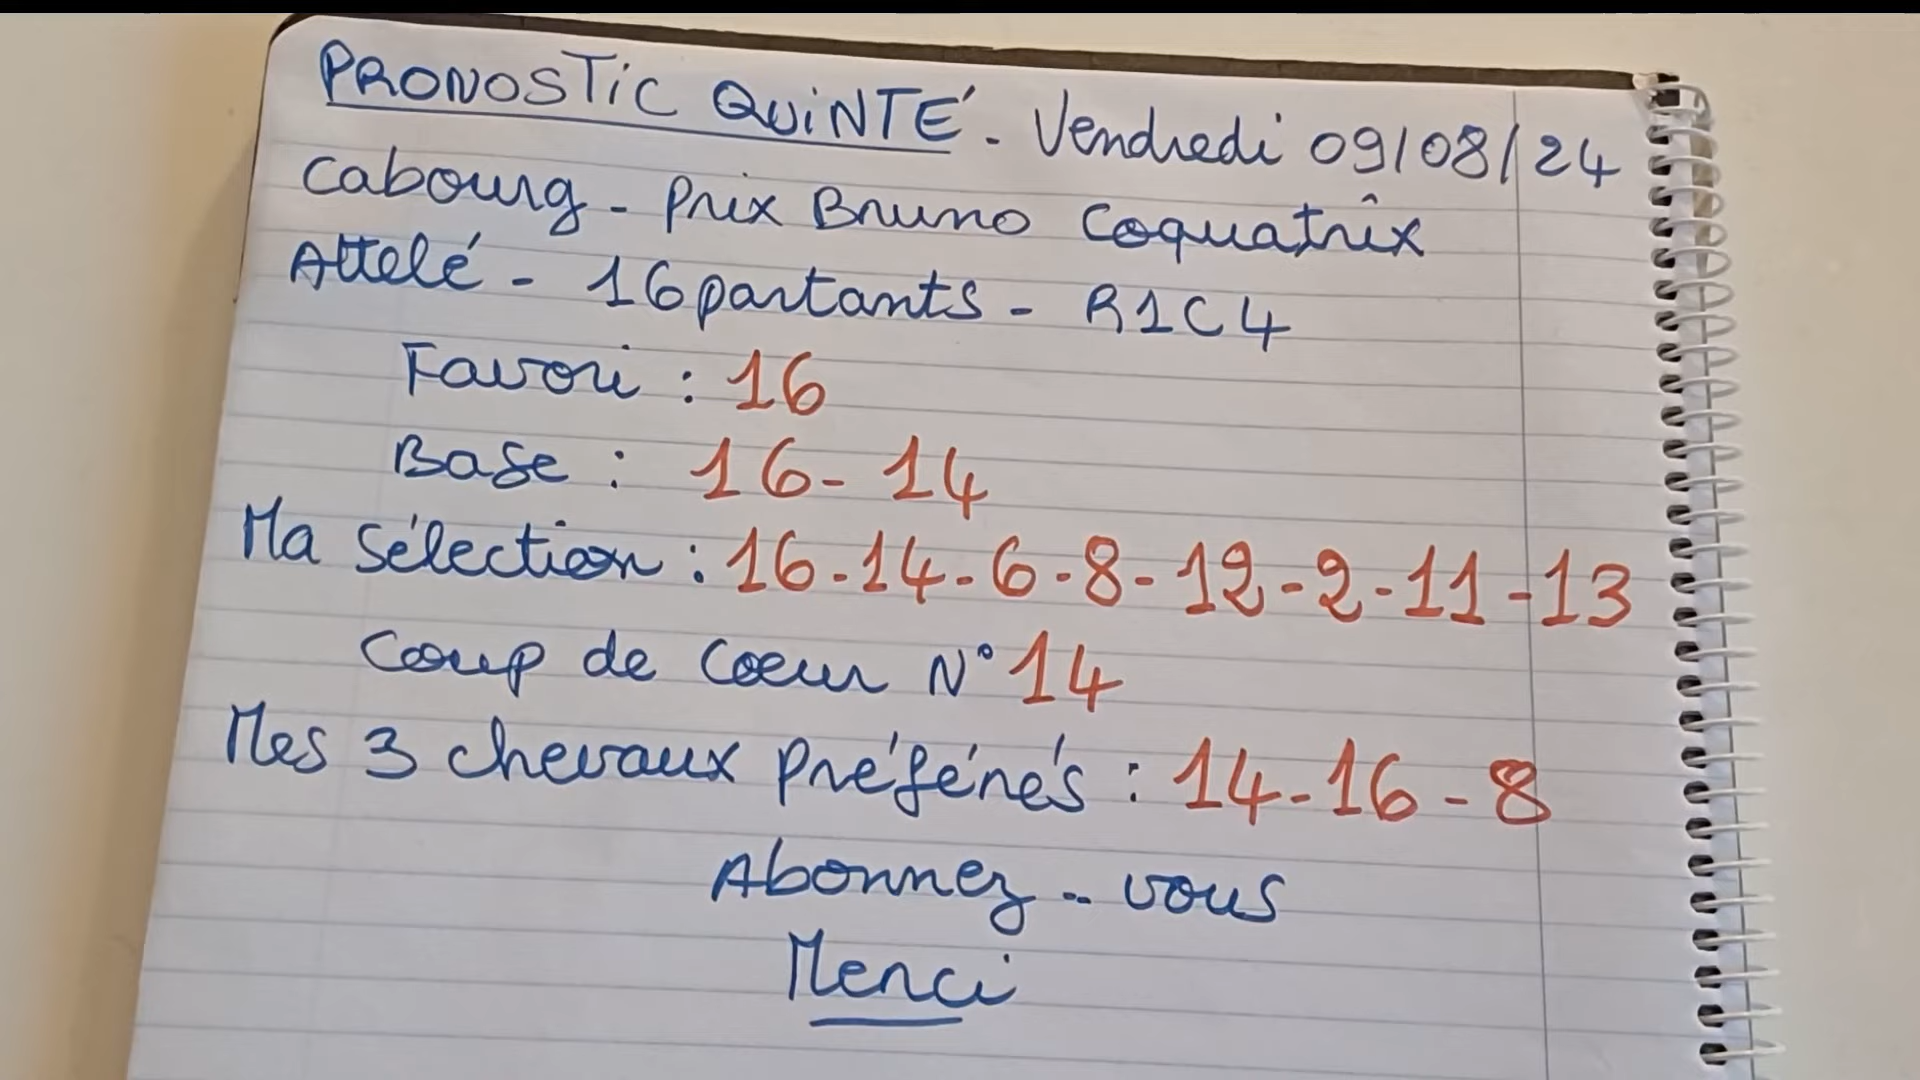 PRONOSTiC QUiNTÉ. Vendredi 09/08/24
Cabourg - Prix Bruno Coquatrîx
Attelé - 16 partants - R1C4
Favori : 16
Base : 16 - 14
Ma Sélection : 16-14-6-8-12-2-11-13
Coup de Coeur N°14
Mes 3 chevaux préférés : 14-16-8
Abonnez-vous
Merci